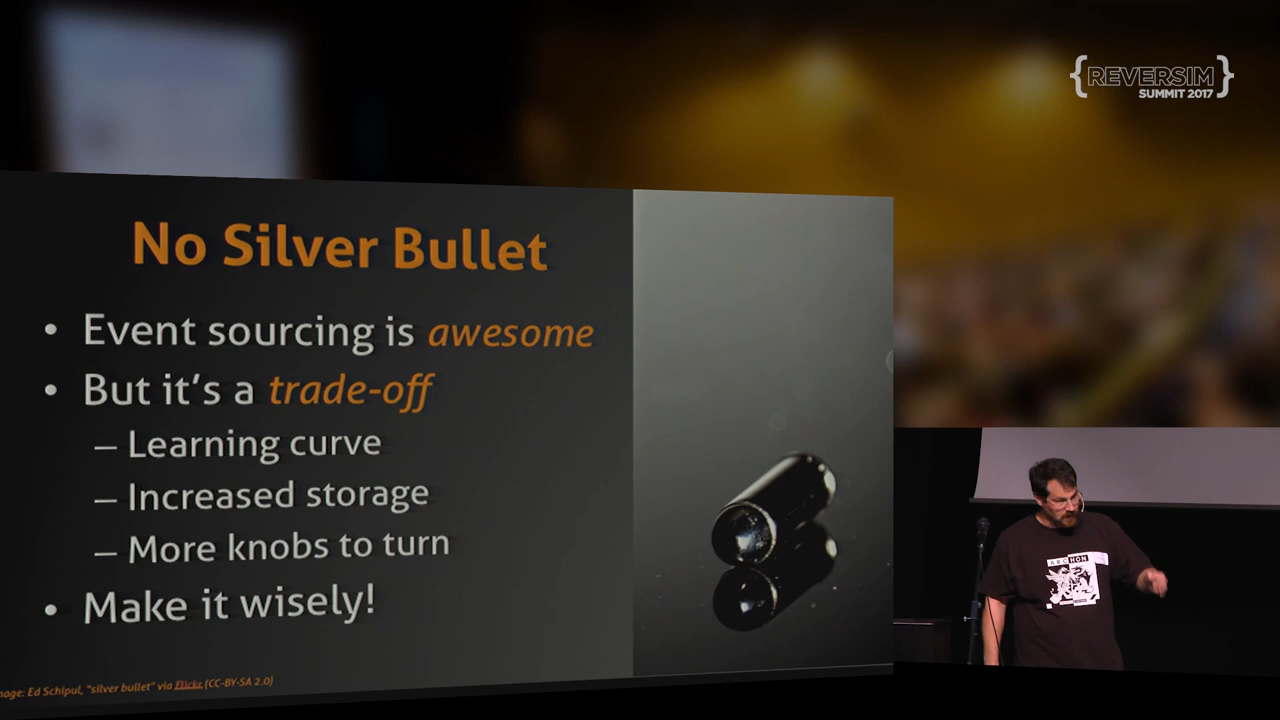 {REVERSIM}
SUMMIT 2017
No Silver Bullet
• Event sourcing is awesome
• But it's a trade-off
– Learning curve
– Increased storage
– More knobs to turn
• Make it wisely!
Ed Schipul, "silver bullet" via Flickr (CC-BY-SA 2.0)
ARCHON